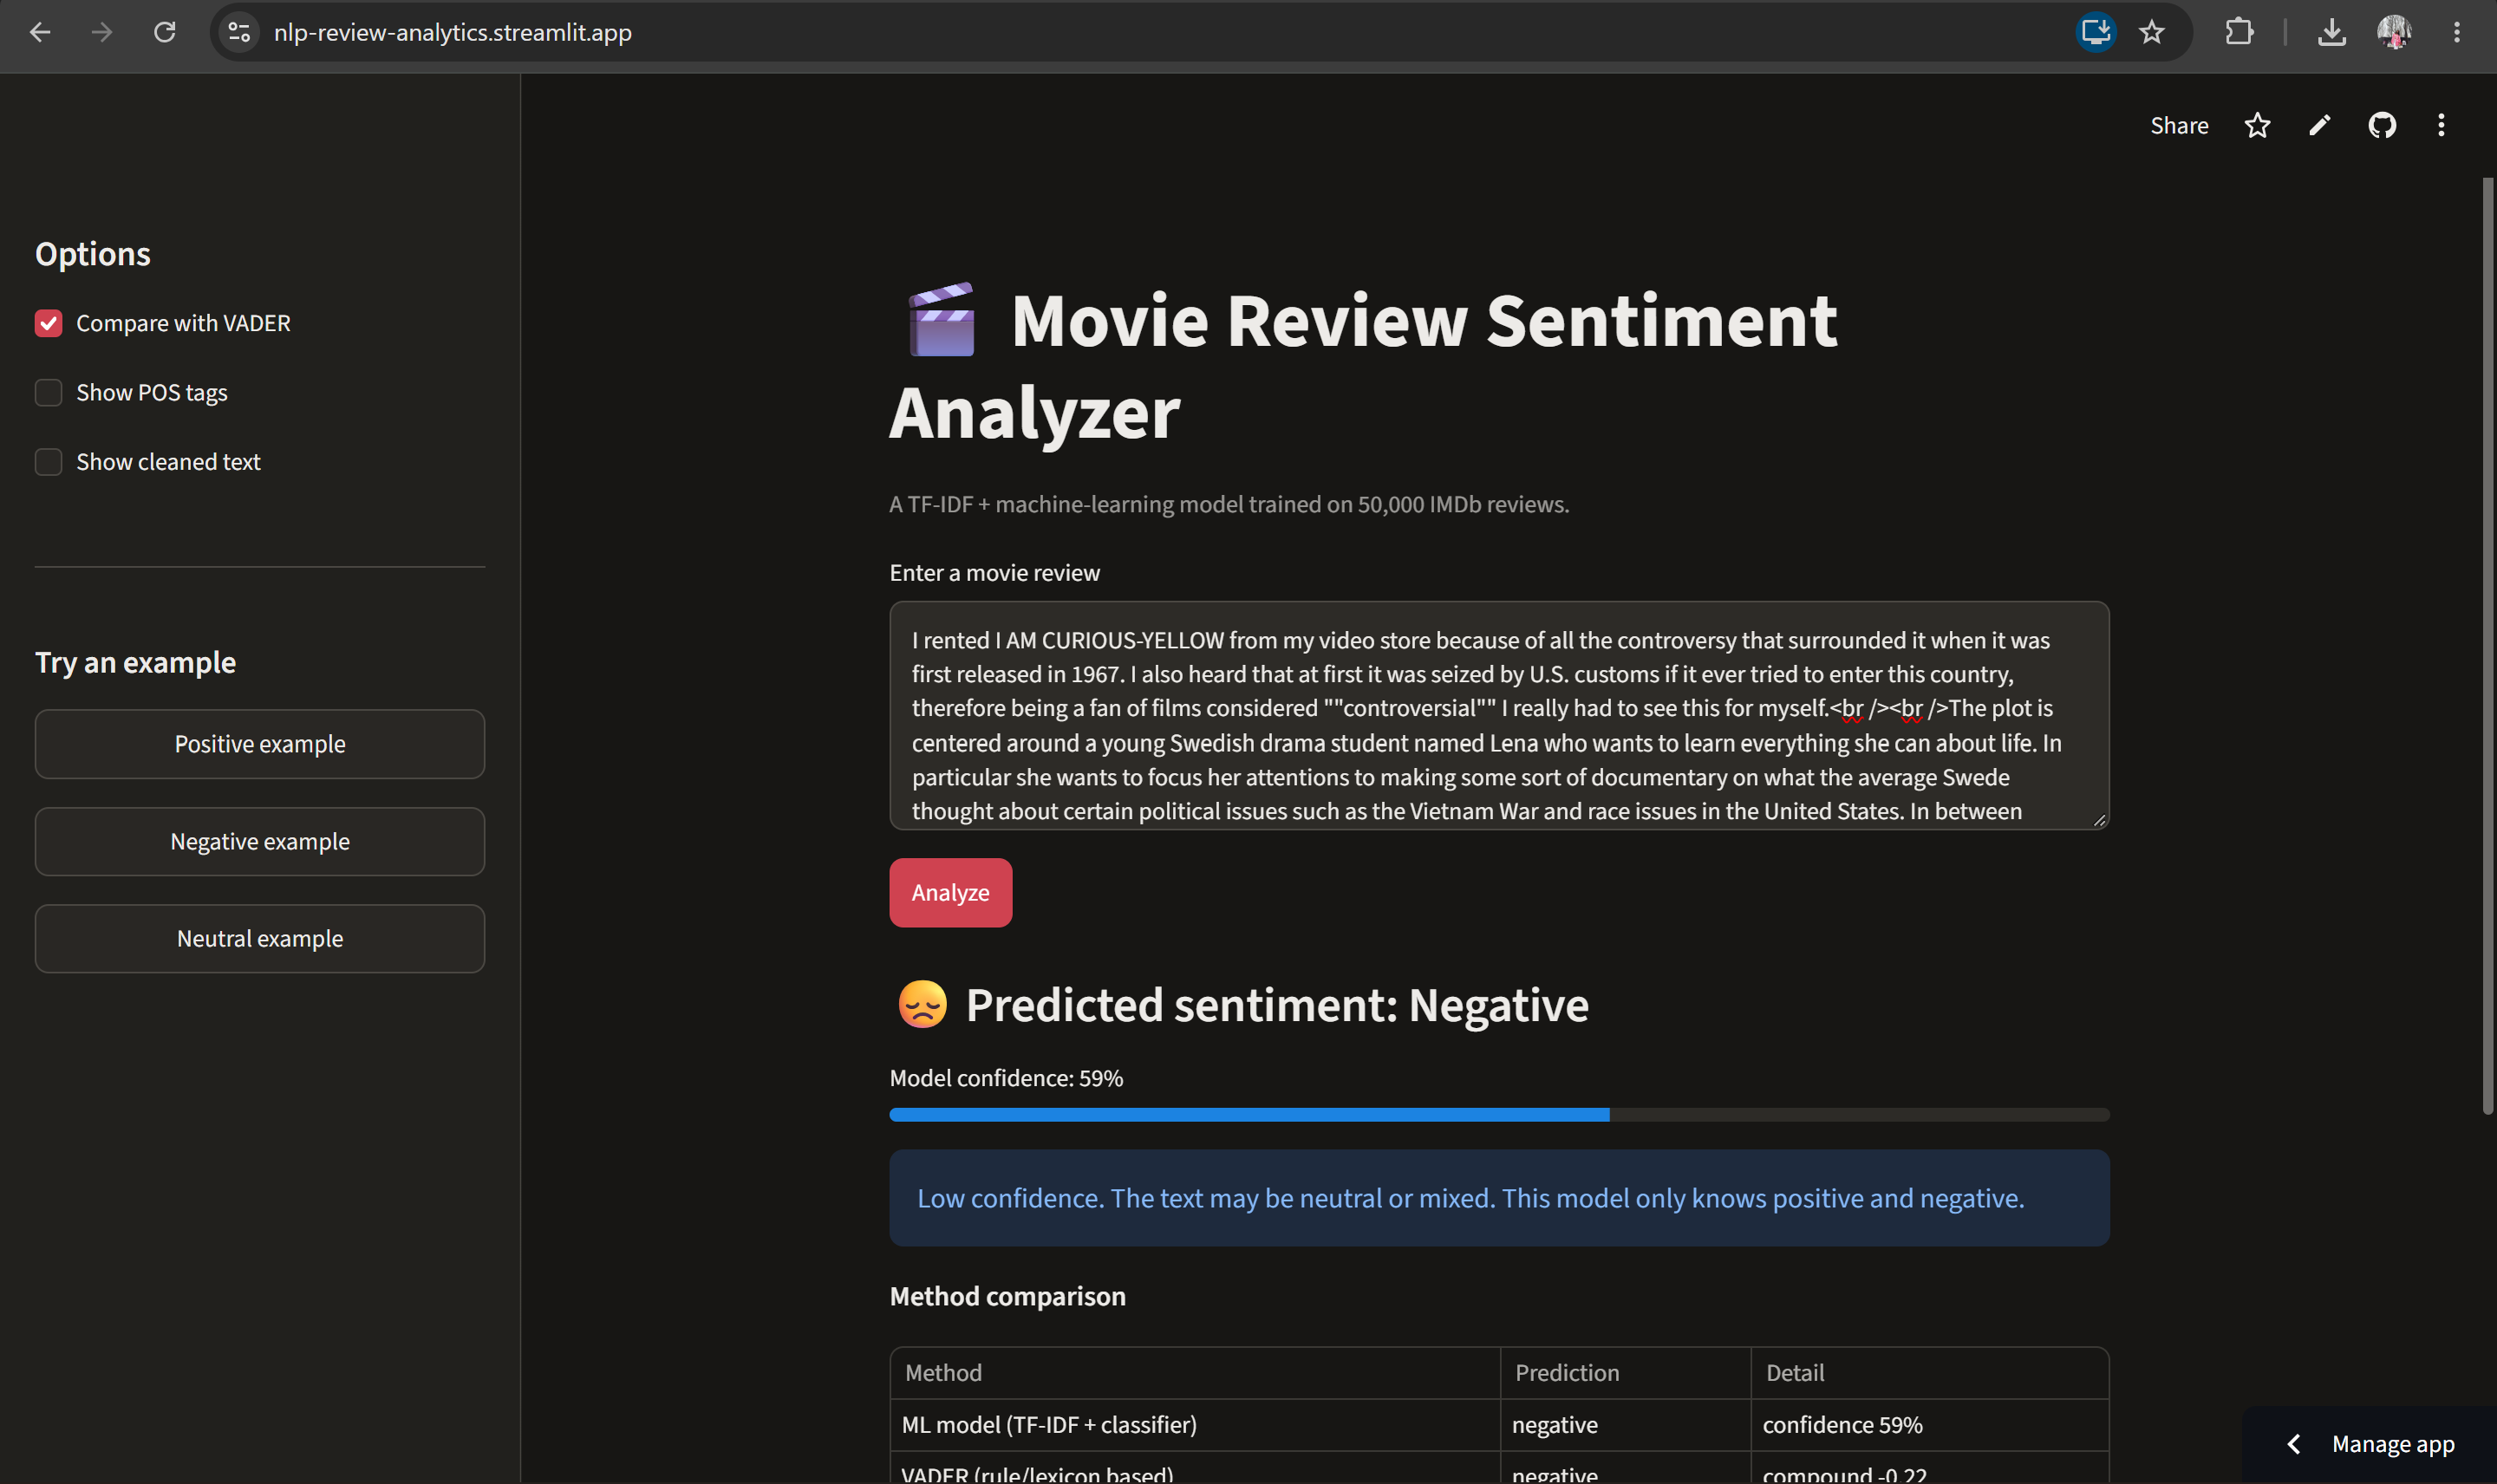 nlp-review-analytics.streamlit.app
Share
Options
Compare with VADER
Show POS tags
Show cleaned text
Try an example
Positive example
Negative example
Neutral example
Movie Review Sentiment
Analyzer
A TF-IDF + machine-learning model trained on 50,000 IMDb reviews.
Enter a movie review
I rented I AM CURIOUS-YELLOW from my video store because of all the controversy that surrounded it when it was
first released in 1967. I also heard that at first it was seized by U.S. customs if it ever tried to enter this country,
therefore being a fan of films considered ""controversial"" I really had to see this for myself.<br /><br />The plot is
centered around a young Swedish drama student named Lena who wants to learn everything she can about life. In
particular she wants to focus her attentions to making some sort of documentary on what the average Swede
thought about certain political issues such as the Vietnam War and race issues in the United States. In between
Analyze
Predicted sentiment: Negative
Model confidence: 59%
Low confidence. The text may be neutral or mixed. This model only knows positive and negative.
Method comparison
Method Prediction Detail
ML model (TF-IDF + classifier) negative confidence 59%
VADER (rule/lexicon based) negative compound -0.22
Manage app